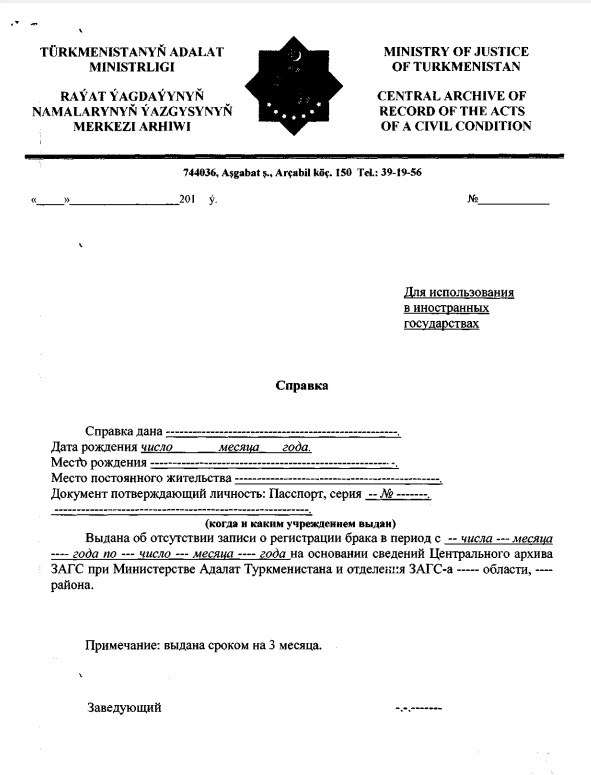 TÜRKMENISTANYŇ ADALAT
MINISTRLIGI
RAÝAT ÝAGDAÝYNYŇ
NAMALARYNYŇ ÝAZGYSYNYŇ
MERKEZI ARHIWI
MINISTRY OF JUSTICE
OF TURKMENISTAN
CENTRAL ARCHIVE OF
RECORD OF THE ACTS
OF A CIVIL CONDITION
744036, Aşgabat ş., Arçabil köç. 150 Tel.: 39-19-56
«____»__________________201 ý.
№____________
Для использования
в иностранных
государствах
Справка
Справка дана ----------------------------------------------------.
Дата рождения число месяца года.
Место рождения ------------------------------------------------------- -.
Место постоянного жительства ----------------------------------------------.
Документ потверждающий личность: Пасспорт, серия -- № -------.
---------------------------------------------------------.
(когда и каким учреждением выдан)
Выдана об отсутствии записи о регистрации брака в период с -- числа --- месяца
---- года по --- число --- месяца ---- года на основании сведений Центрального архива
ЗАГС при Министерстве Адалат Туркменистана и отделения ЗАГС-а ----- области, ----
района.
Примечание: выдана сроком на 3 месяца.
Заведующий -.-.-------